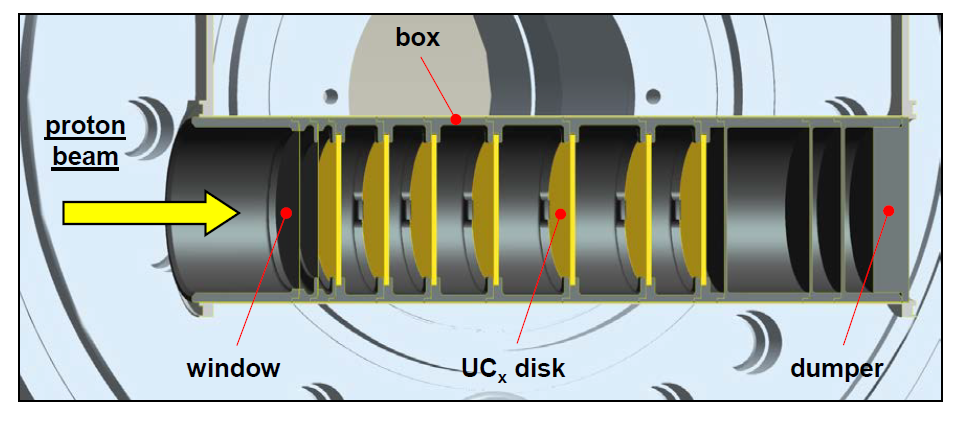 box
proton
beam
window
UCx disk
dumper